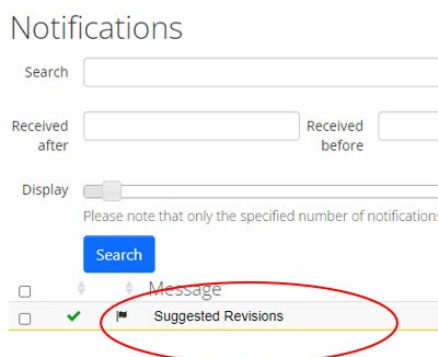 Notifications
Search
Received after
Received before
Display
Please note that only the specified number of notifications
Search
Message
Suggested Revisions